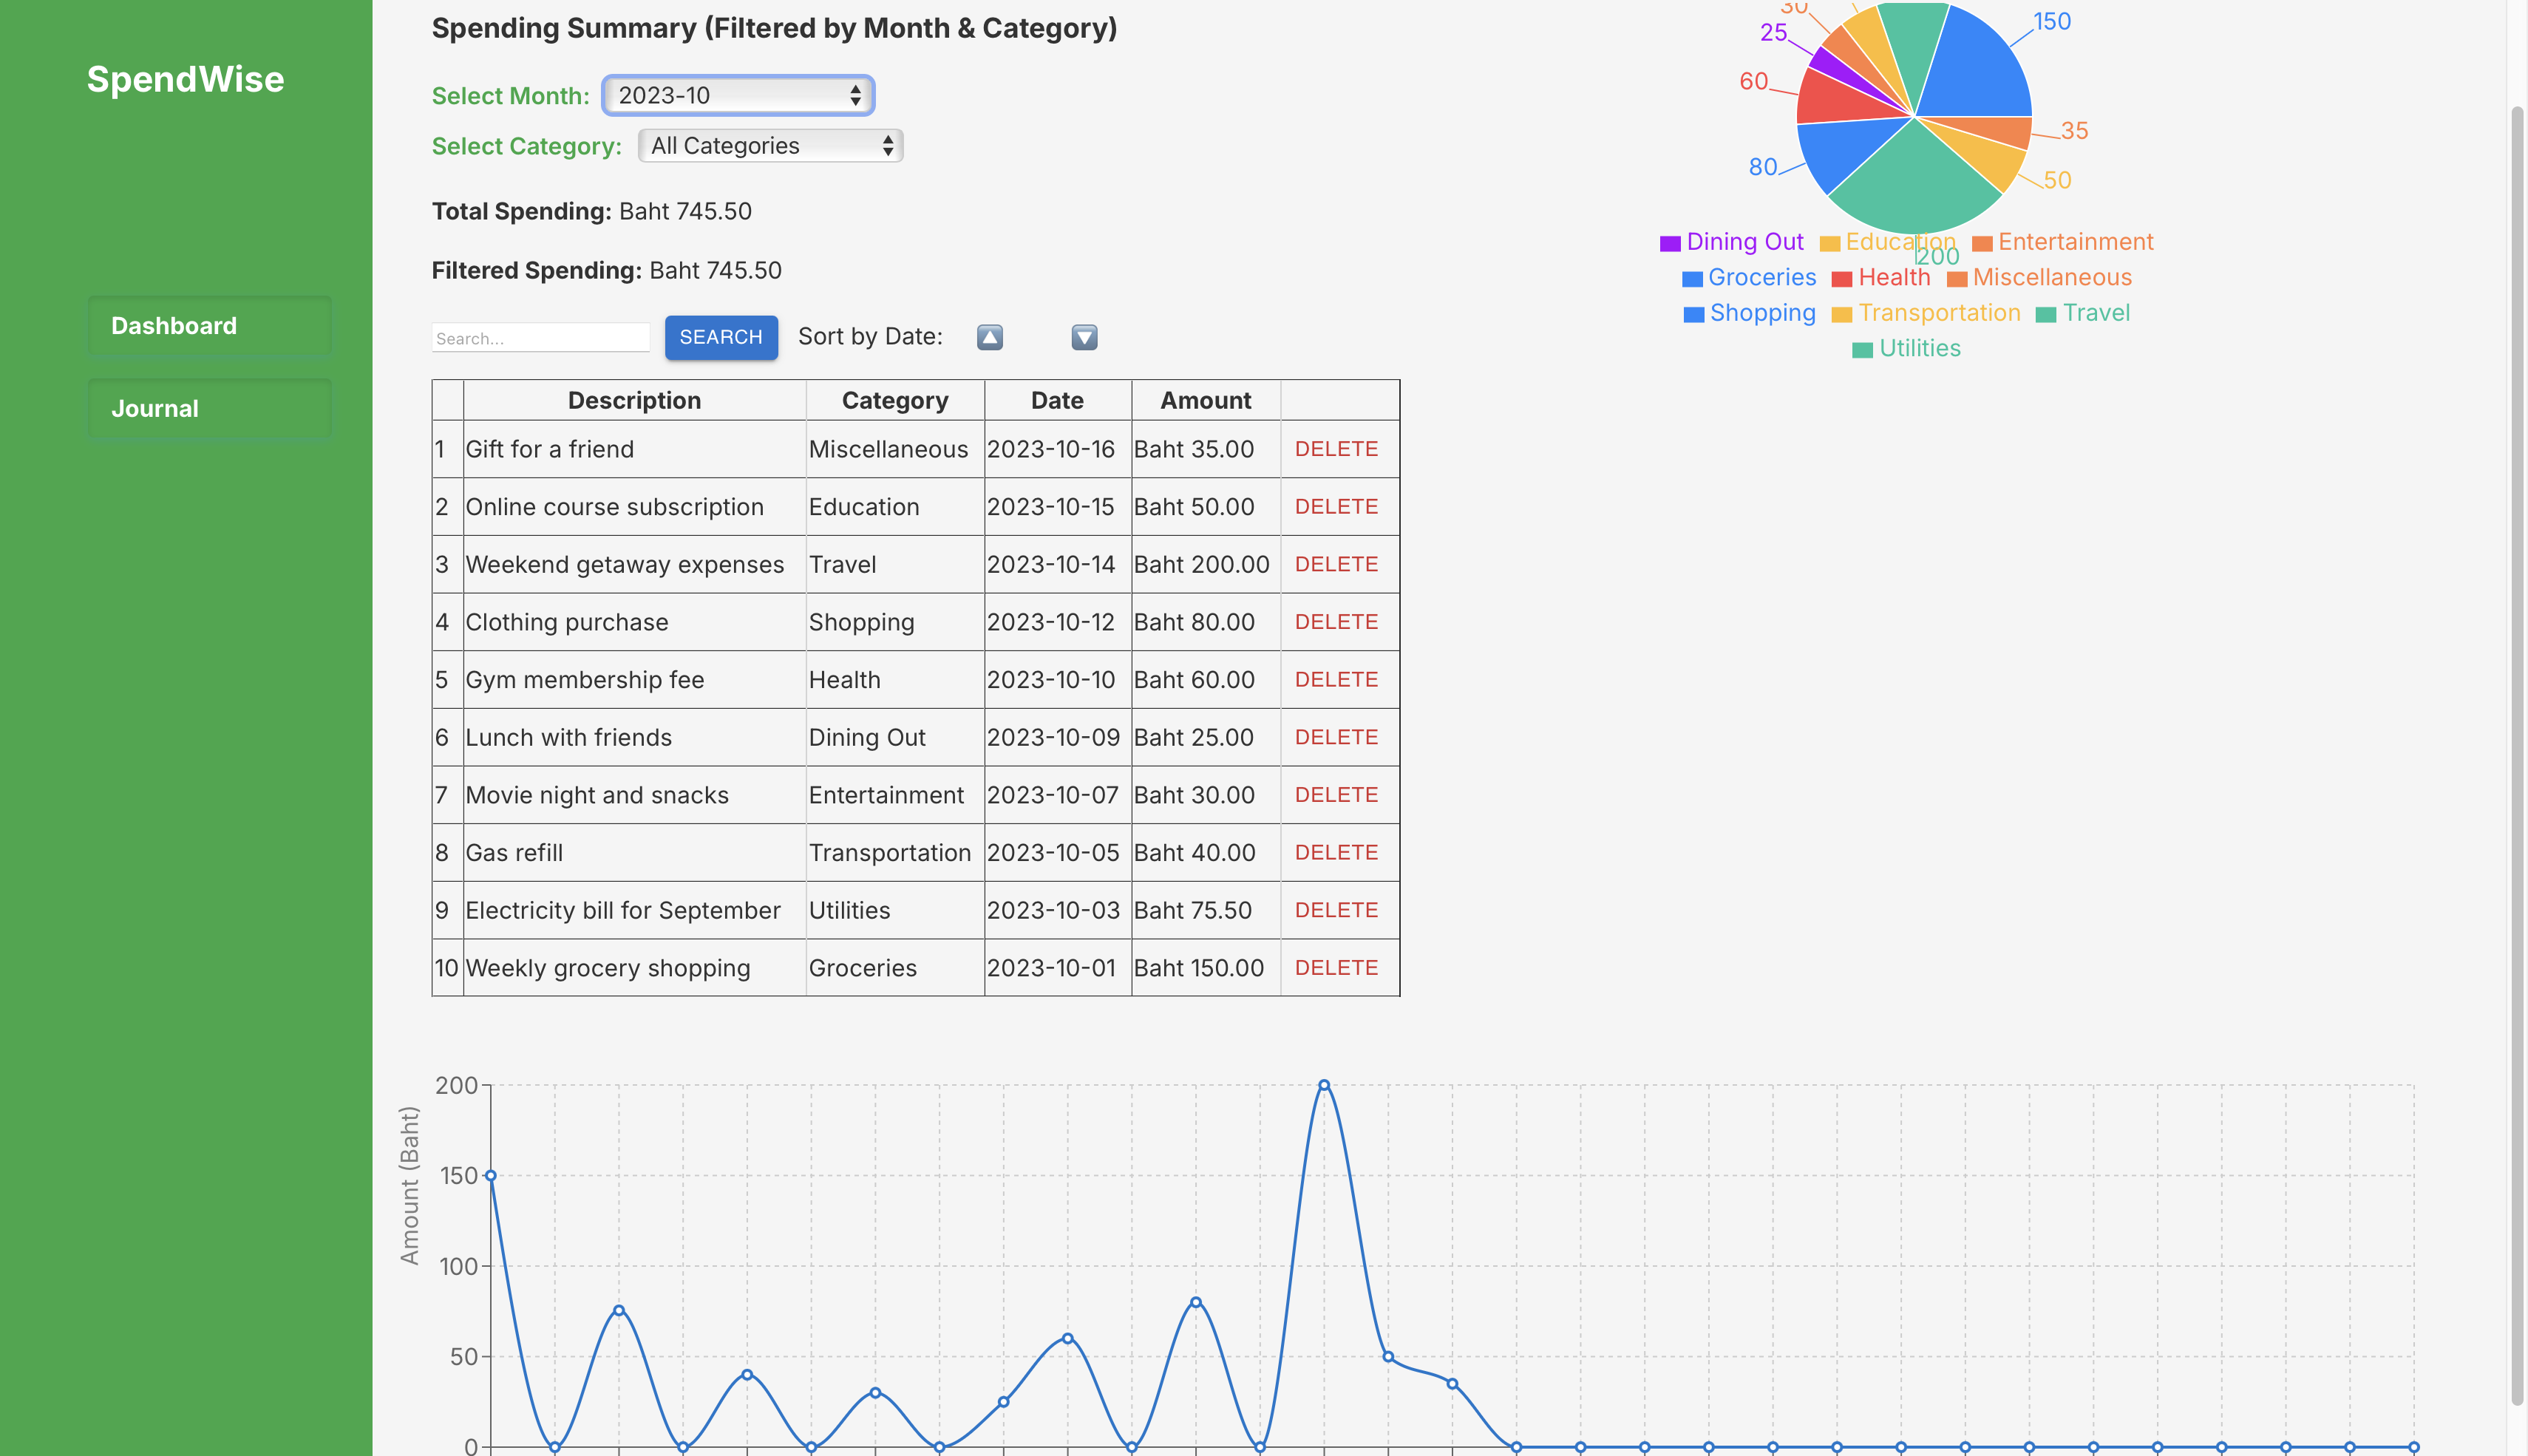 SpendWise
Dashboard
Journal
Spending Summary (Filtered by Month & Category)
Select Month: 2023-10
Select Category: All Categories
Total Spending: Baht 745.50
Filtered Spending: Baht 745.50
Search... SEARCH Sort by Date:
Description Category Date Amount
1 Gift for a friend Miscellaneous 2023-10-16 Baht 35.00 DELETE
2 Online course subscription Education 2023-10-15 Baht 50.00 DELETE
3 Weekend getaway expenses Travel 2023-10-14 Baht 200.00 DELETE
4 Clothing purchase Shopping 2023-10-12 Baht 80.00 DELETE
5 Gym membership fee Health 2023-10-10 Baht 60.00 DELETE
6 Lunch with friends Dining Out 2023-10-09 Baht 25.00 DELETE
7 Movie night and snacks Entertainment 2023-10-07 Baht 30.00 DELETE
8 Gas refill Transportation 2023-10-05 Baht 40.00 DELETE
9 Electricity bill for September Utilities 2023-10-03 Baht 75.50 DELETE
10 Weekly grocery shopping Groceries 2023-10-01 Baht 150.00 DELETE
30
150
25
60
35
80
50
200
Dining Out Education Entertainment
Groceries Health Miscellaneous
Shopping Transportation Travel
Utilities
Amount (Baht)
200
150
100
50
0